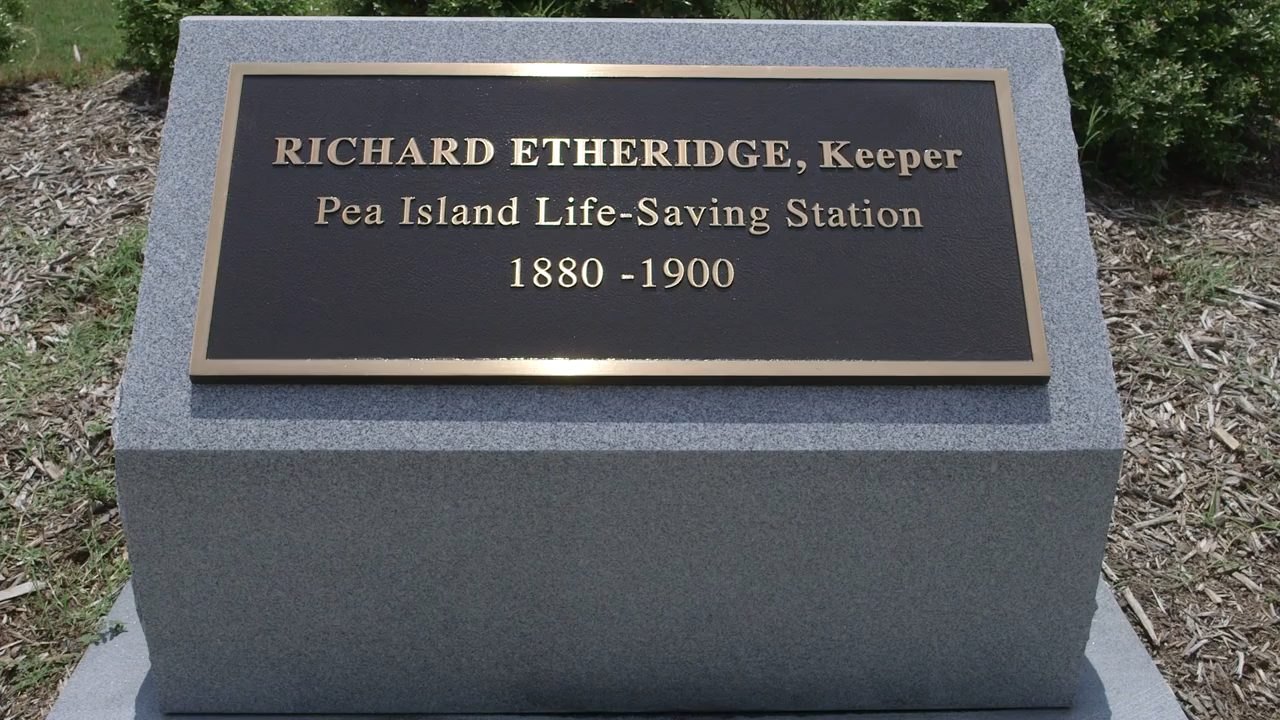 RICHARD ETHERIDGE, Keeper
Pea Island Life-Saving Station
1880 -1900